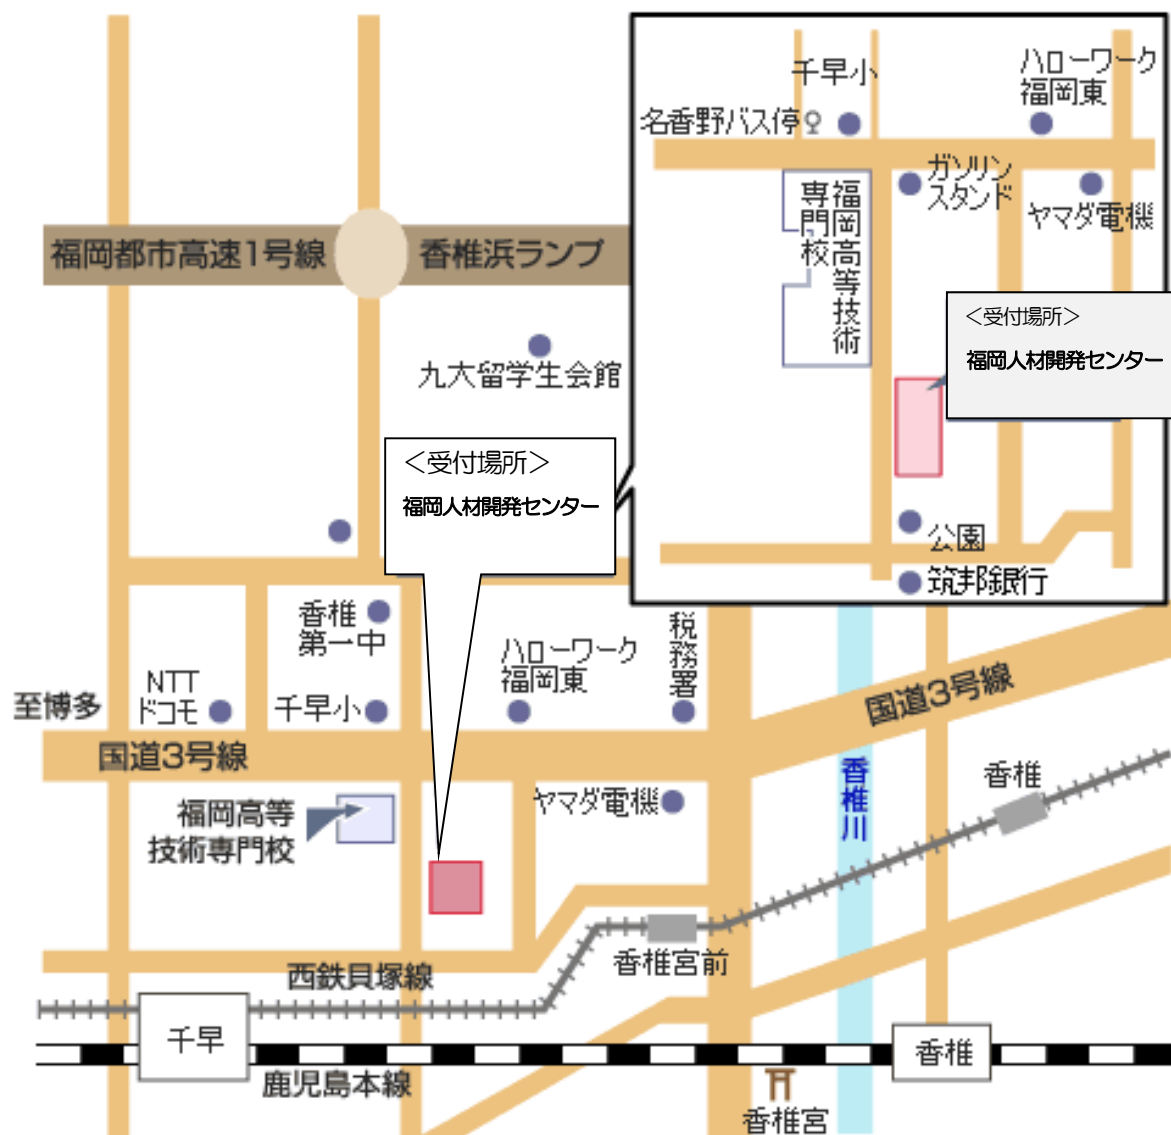 千早小
ハローワーク
福岡東
名香野バス停
ガソリン
スタンド
ヤマダ電機
福岡高等技術
専門校
＜受付場所＞
福岡人材開発センター
公園
筑邦銀行
福岡都市高速1号線
香椎浜ランプ
九大留学生会館
＜受付場所＞
福岡人材開発センター
香椎
第一中
ハローワーク
福岡東
税務署
NTT
ドコモ
千早小
至博多
国道3号線
国道3号線
福岡高等
技術専門校
ヤマダ電機
香椎川
香椎
香椎宮前
西鉄貝塚線
千早
香椎
鹿児島本線
香椎宮